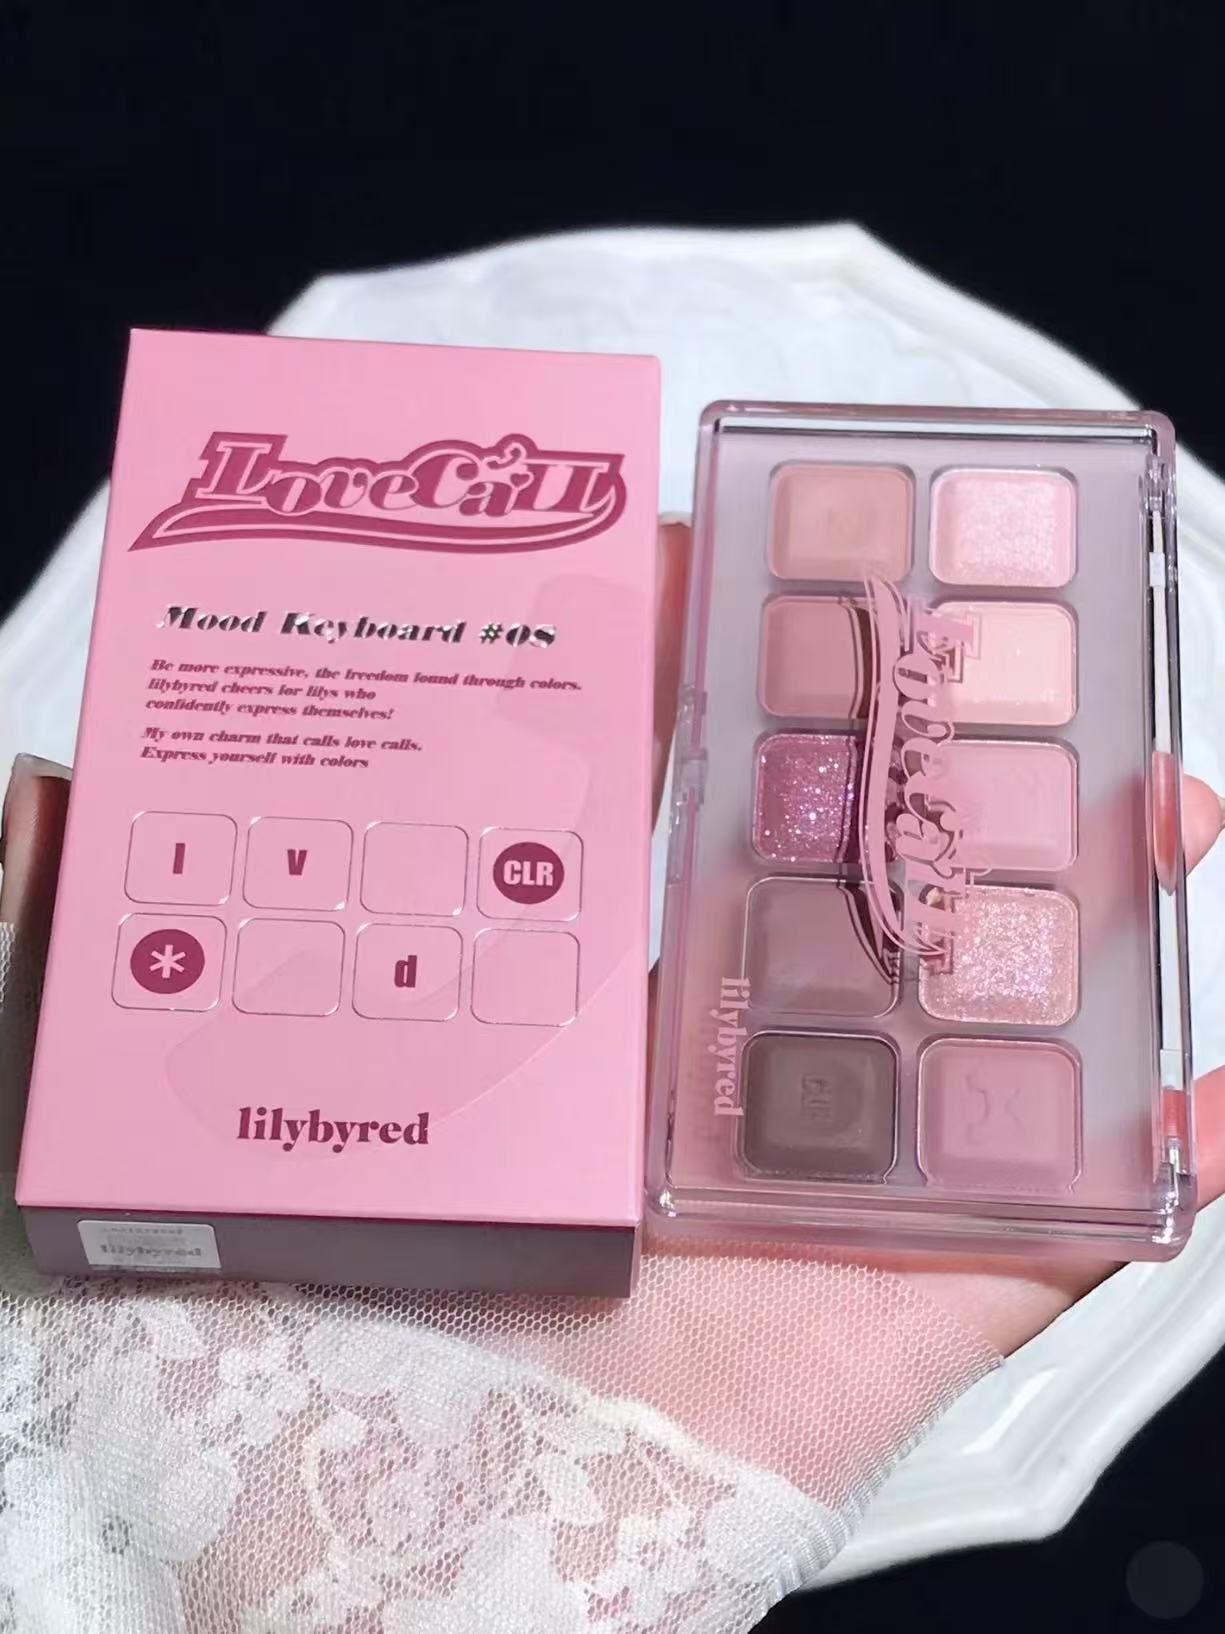 LoveCall
Mood Keyboard #08
Be more expressive, the freedom found through colors.
lilybyred cheers for lilys who
confidently express themselves!
My own charm that calls love calls.
Express yourself with colors
l v CLR
* d
lilybyred
lilybyred
LoveCall
lilybyred